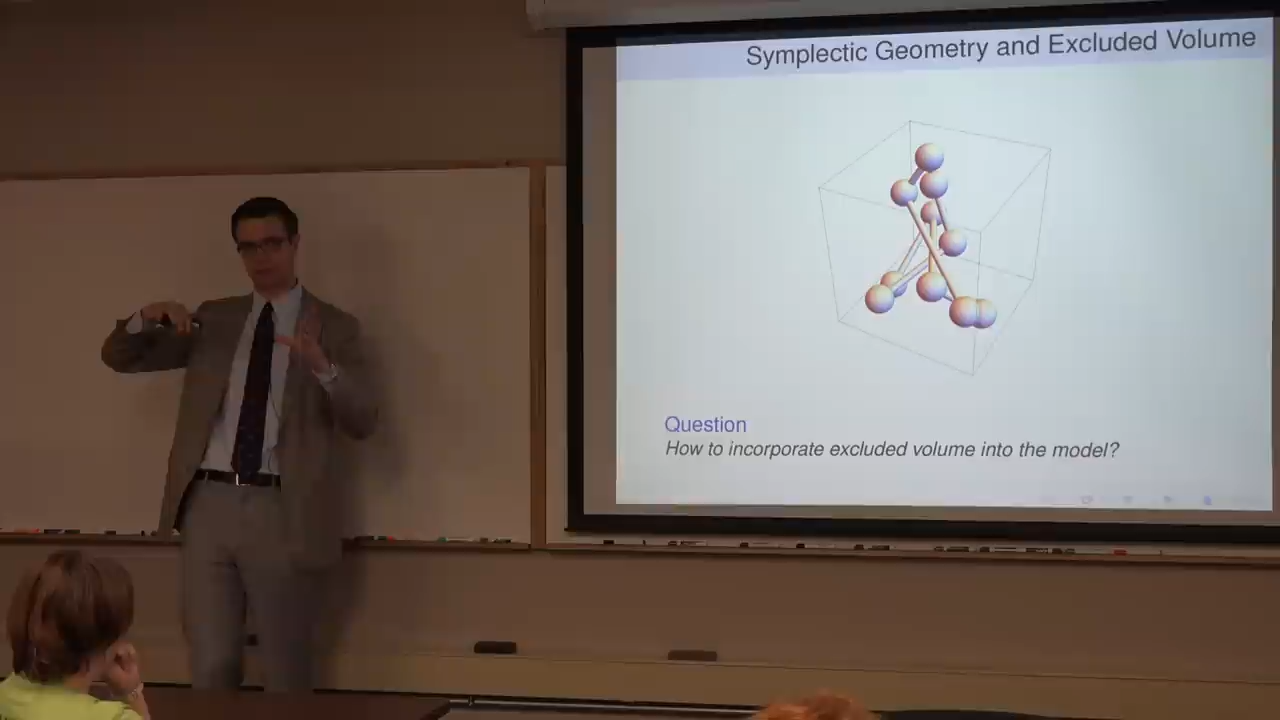 Symplectic Geometry and Excluded Volume
Question
How to incorporate excluded volume into the model?